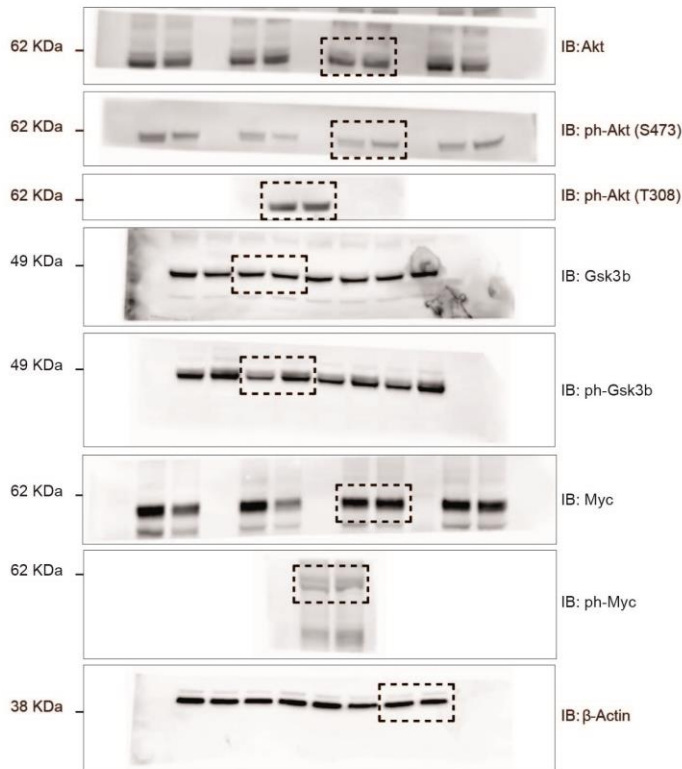 62 KDa
IB: Akt
62 KDa
IB: ph-Akt (S473)
62 KDa
IB: ph-Akt (T308)
49 KDa
IB: Gsk3b
49 KDa
IB: ph-Gsk3b
62 KDa
IB: Myc
62 KDa
IB: ph-Myc
38 KDa
IB: β-Actin